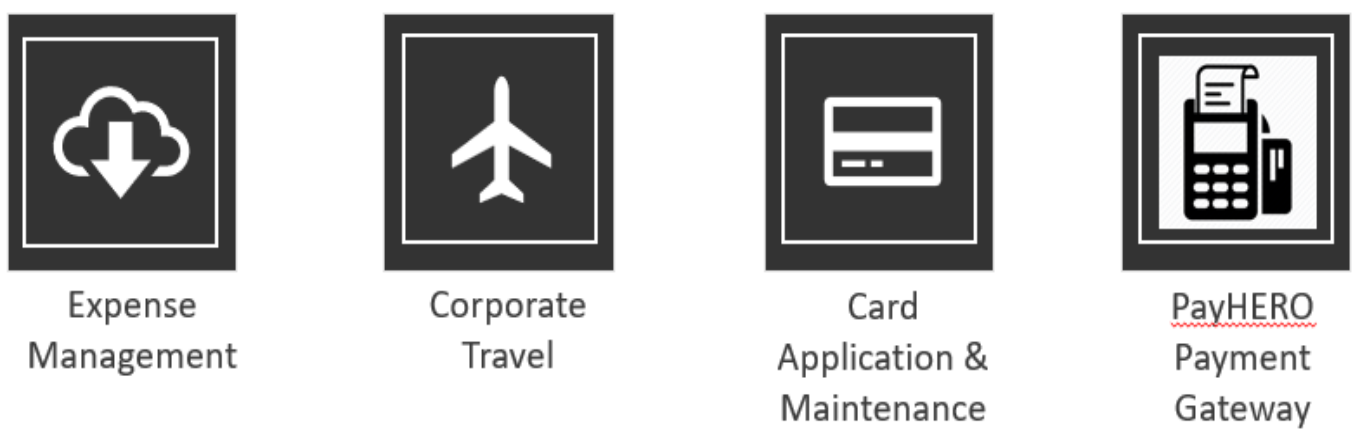 Expense
Management
Corporate
Travel
Card
Application &
Maintenance
PayHERO
Payment
Gateway